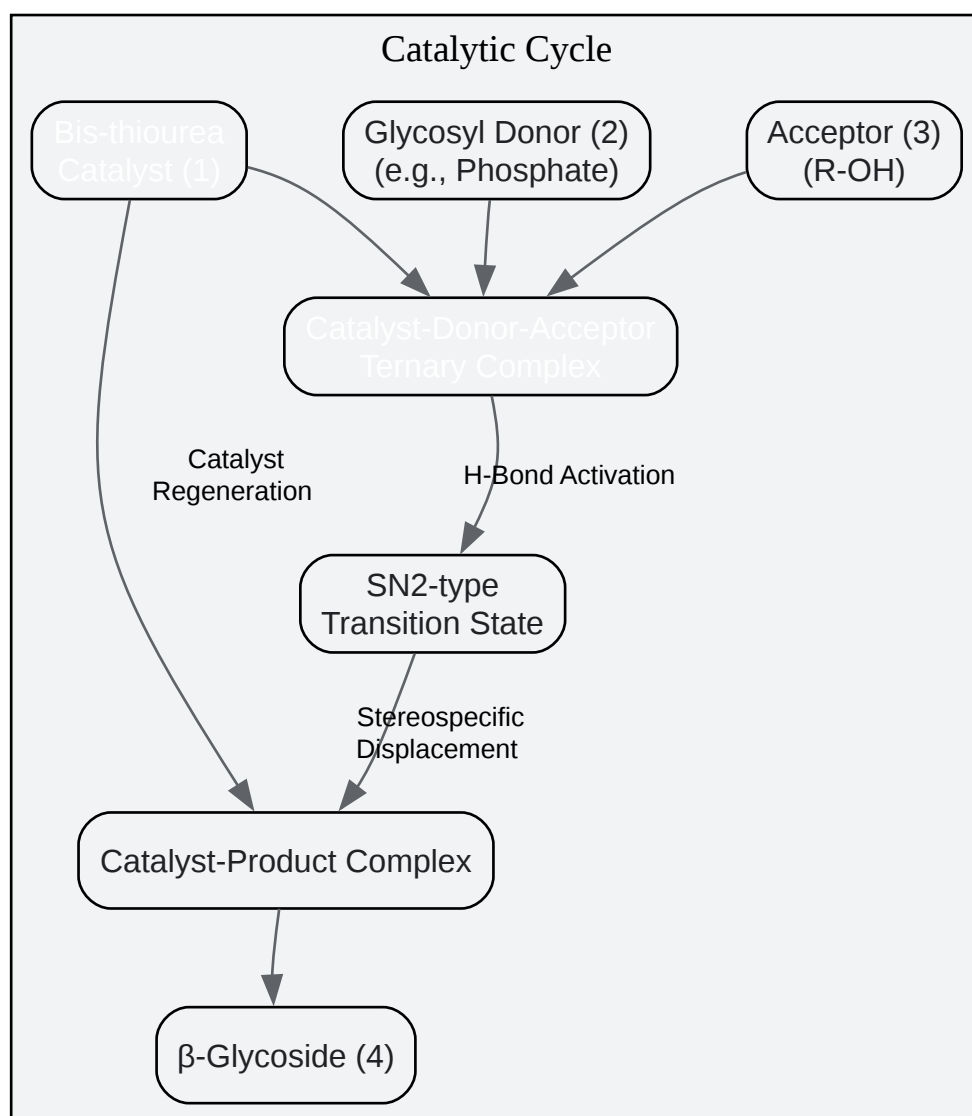 Catalytic Cycle
Bis-thiourea
Catalyst (1)
Glycosyl Donor (2)
(e.g., Phosphate)
Acceptor (3)
(R-OH)
Catalyst-Donor-Acceptor
Ternary Complex
Catalyst
Regeneration
H-Bond Activation
SN2-type
Transition State
Stereospecific
Displacement
Catalyst-Product Complex
β-Glycoside (4)